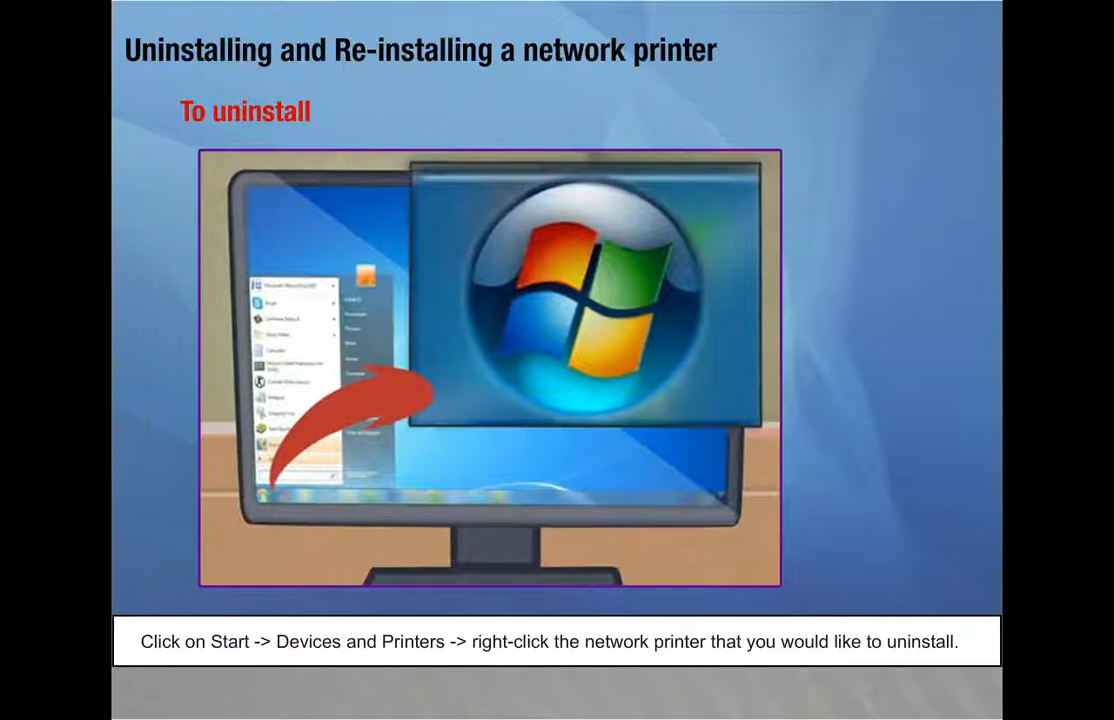 Uninstalling and Re-installing a network printer
To uninstall
Click on Start -> Devices and Printers -> right-click the network printer that you would like to uninstall.